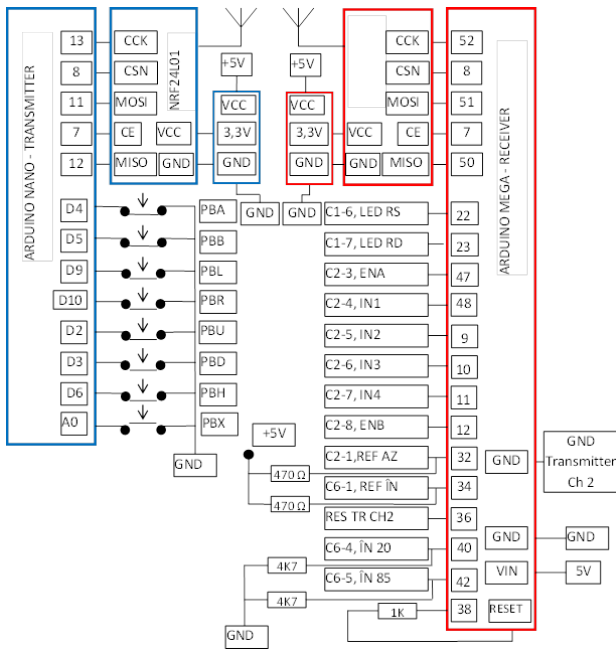 ARDUINO NANO - TRANSMITTER
13
8
11
7
12
CCK
CSN
MOSI
CE
VCC
MISO
GND
NRF24L01
+5V
VCC
3,3V
GND
GND
+5V
VCC
3,3V
GND
GND
CCK
CSN
MOSI
VCC
CE
GND
MISO
52
8
51
7
50
ARDUINO MEGA - RECEIVER
D4
PBA
D5
PBB
D9
PBL
D10
PBR
D2
PBU
D3
PBD
D6
PBH
A0
PBX
GND
C1-6, LED RS
22
C1-7, LED RD
23
C2-3, ENA
47
C2-4, IN1
48
C2-5, IN2
9
C2-6, IN3
10
C2-7, IN4
11
C2-8, ENB
12
+5V
470 Ω
C2-1,REF AZ
32
470 Ω
C6-1, REF ÎN
34
RES TR CH2
36
C6-4, ÎN 20
40
4K7
C6-5, ÎN 85
42
4K7
GND
1K
38
RESET
GND
GND
Transmitter
Ch 2
GND
GND
VIN
5V